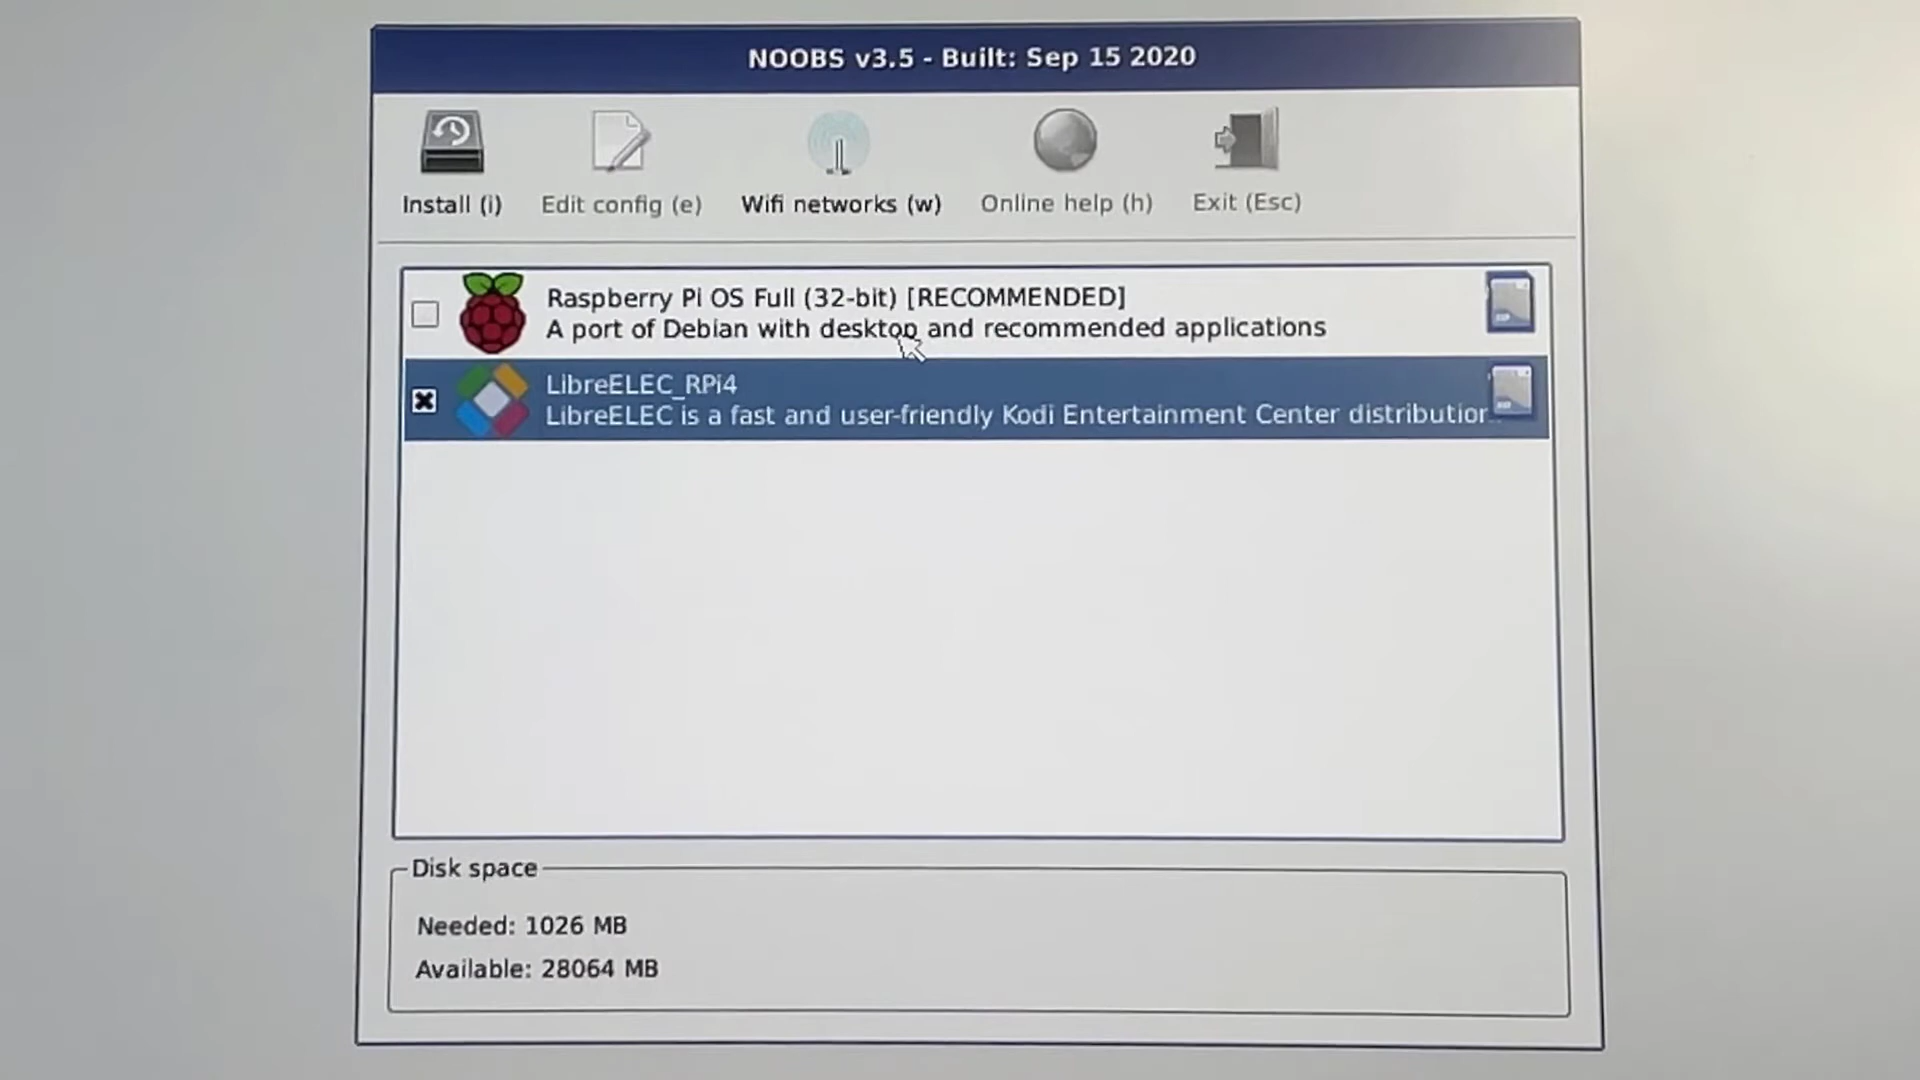 NOOBS v3.5 - Built: Sep 15 2020
Install (i)
Edit config (e)
Wifi networks (w)
Online help (h)
Exit (Esc)
Raspberry Pi OS Full (32-bit) [RECOMMENDED]
A port of Debian with desktop and recommended applications
LibreELEC_RPi4
LibreELEC is a fast and user-friendly Kodi Entertainment Center distribution
Disk space
Needed: 1026 MB
Available: 28064 MB